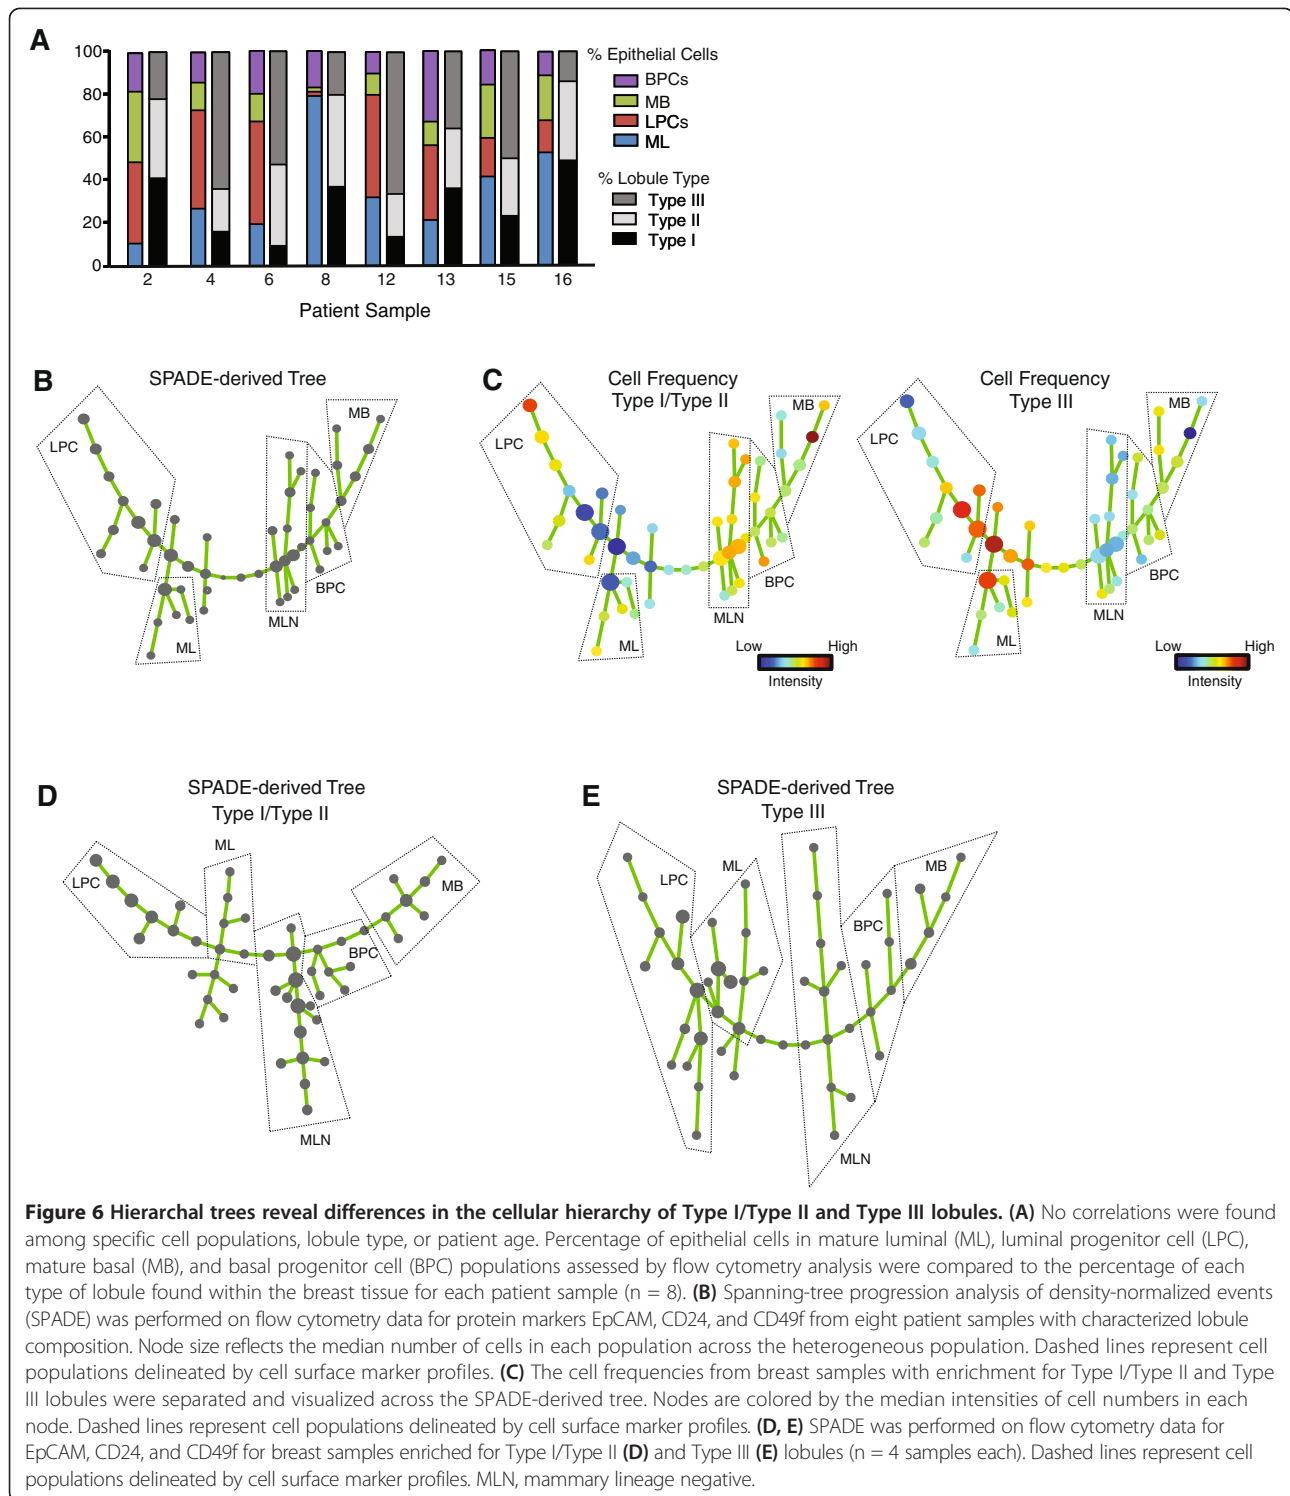 A
100
80
60
40
20
0
2 4 6 8 12 13 15 16
Patient Sample
% Epithelial Cells
BPCs
MB
LPCs
ML
% Lobule Type
Type III
Type II
Type I
B
SPADE-derived Tree
LPC
MB
BPC
MLN
ML
C
Cell Frequency
Type I/Type II
LPC
MB
BPC
MLN
ML
Low High
Intensity
Cell Frequency
Type III
LPC
MB
BPC
MLN
ML
Low High
Intensity
D
SPADE-derived Tree
Type I/Type II
ML
LPC
MB
BPC
MLN
E
SPADE-derived Tree
Type III
LPC
ML
MB
BPC
MLN
Figure 6 Hierarchal trees reveal differences in the cellular hierarchy of Type I/Type II and Type III lobules. (A) No correlations were found
among specific cell populations, lobule type, or patient age. Percentage of epithelial cells in mature luminal (ML), luminal progenitor cell (LPC),
mature basal (MB), and basal progenitor cell (BPC) populations assessed by flow cytometry analysis were compared to the percentage of each
type of lobule found within the breast tissue for each patient sample (n = 8). (B) Spanning-tree progression analysis of density-normalized events
(SPADE) was performed on flow cytometry data for protein markers EpCAM, CD24, and CD49f from eight patient samples with characterized lobule
composition. Node size reflects the median number of cells in each population across the heterogeneous population. Dashed lines represent cell
populations delineated by cell surface marker profiles. (C) The cell frequencies from breast samples with enrichment for Type I/Type II and Type
III lobules were separated and visualized across the SPADE-derived tree. Nodes are colored by the median intensities of cell numbers in each
node. Dashed lines represent cell populations delineated by cell surface marker profiles. (D, E) SPADE was performed on flow cytometry data for
EpCAM, CD24, and CD49f for breast samples enriched for Type I/Type II (D) and Type III (E) lobules (n = 4 samples each). Dashed lines represent cell
populations delineated by cell surface marker profiles. MLN, mammary lineage negative.